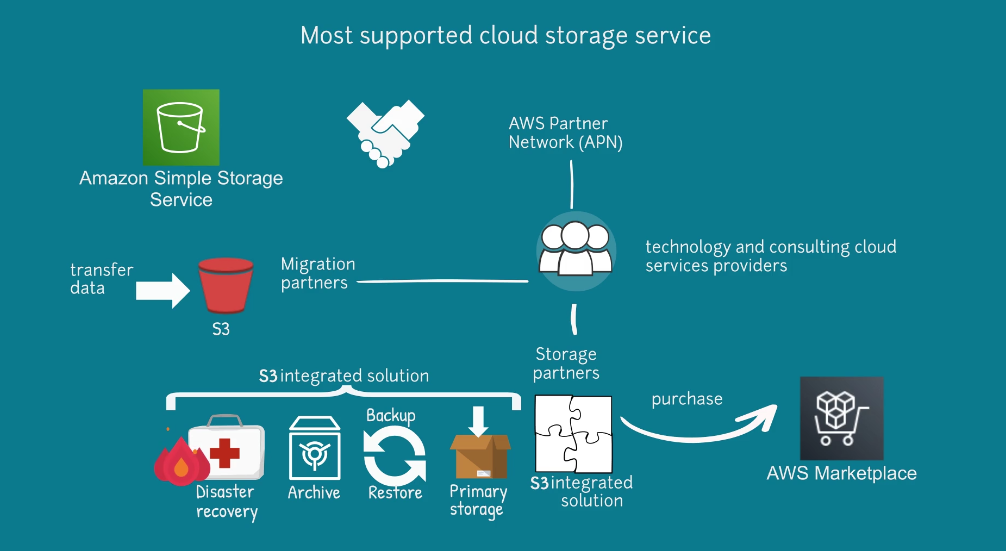 Most supported cloud storage service
AWS Partner
Network (APN)
Amazon Simple Storage
Service
technology and consulting cloud
services providers
transfer
data
Migration
partners
S3
Storage
partners
S3 integrated solution
purchase
Backup
AWS Marketplace
S3 integrated
solution
Disaster
recovery
Archive
Restore
Primary
storage